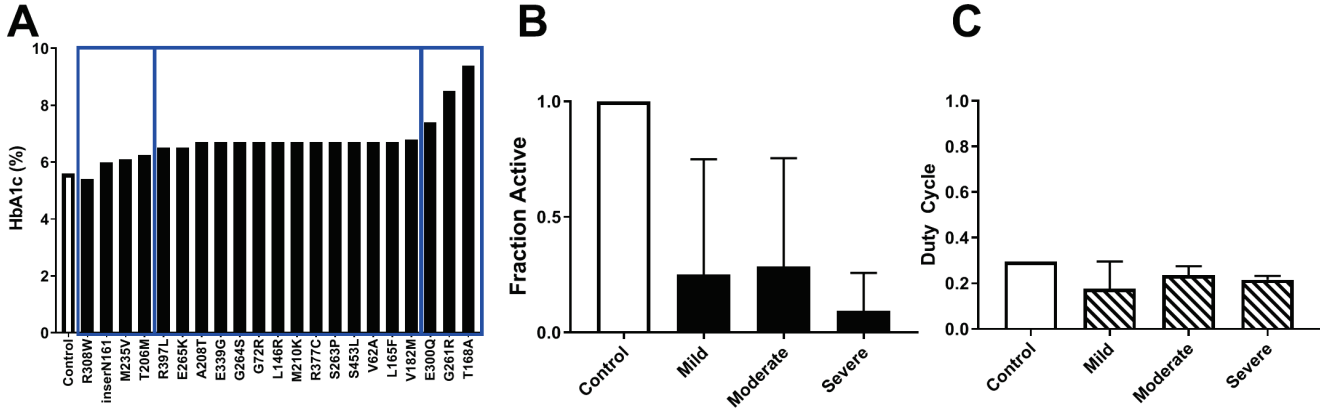 A
HbA1c (%)
10
8
6
4
2
0
Control
R308W
inserN161
M235V
T206M
R397L
E265K
A208T
E339G
G264S
G72R
L146R
M210K
R377C
S263P
S453L
V62A
L165F
V182M
E300Q
G261R
T168A
B
Fraction Active
1.0
0.5
0.0
Control
Mild
Moderate
Severe
C
Duty Cycle
1.0
0.8
0.6
0.4
0.2
0.0
Control
Mild
Moderate
Severe